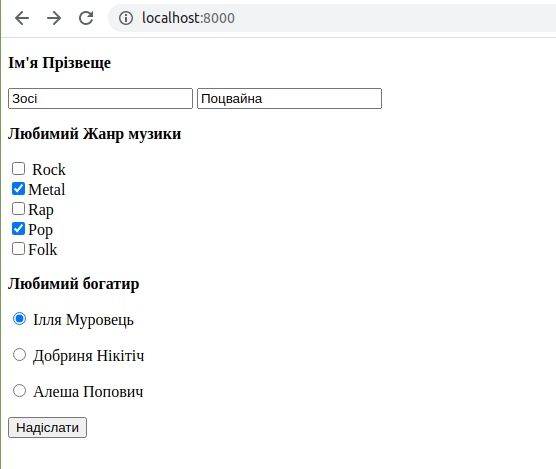 localhost:8000
Ім'я Прізвеще
Зосі Поцвайна
Любимий Жанр музики
Rock
Metal
Rap
Pop
Folk
Любимий богатир
Ілля Муровець
Добриня Нікітіч
Алеша Попович
Надіслати